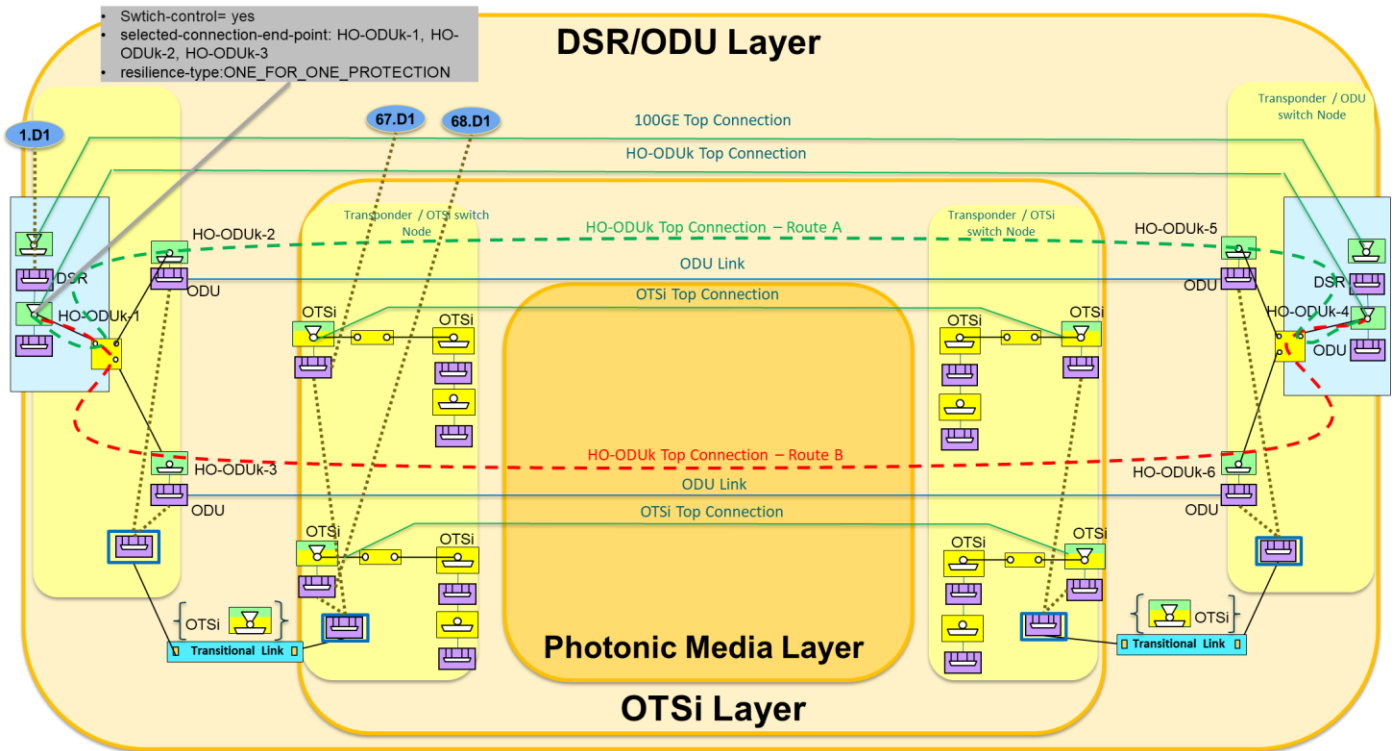 • Swtich-control= yes
• selected-connection-end-point: HO-ODUk-1, HO-
ODUk-2, HO-ODUk-3
• resilience-type:ONE_FOR_ONE_PROTECTION
DSR/ODU Layer
Transponder / ODU
switch Node
1.D1
67.D1
68.D1
100GE Top Connection
HO-ODUk Top Connection
Transponder / OTSi switch
Node
Transponder / OTSi
switch Node
HO-ODUk-2
HO-ODUk Top Connection – Route A
HO-ODUk-5
ODU Link
DSR
ODU
ODU
DSR
OTSi Top Connection
HO-ODUk-1
HO-ODUk-4
OTSi
OTSi
OTSi
OTSi
ODU
HO-ODUk Top Connection – Route B
HO-ODUk-3
HO-ODUk-6
ODU Link
ODU
ODU
OTSi Top Connection
OTSi
OTSi
OTSi
OTSi
OTSi
OTSi
Transitional Link
Transitional Link
Photonic Media Layer
OTSi Layer